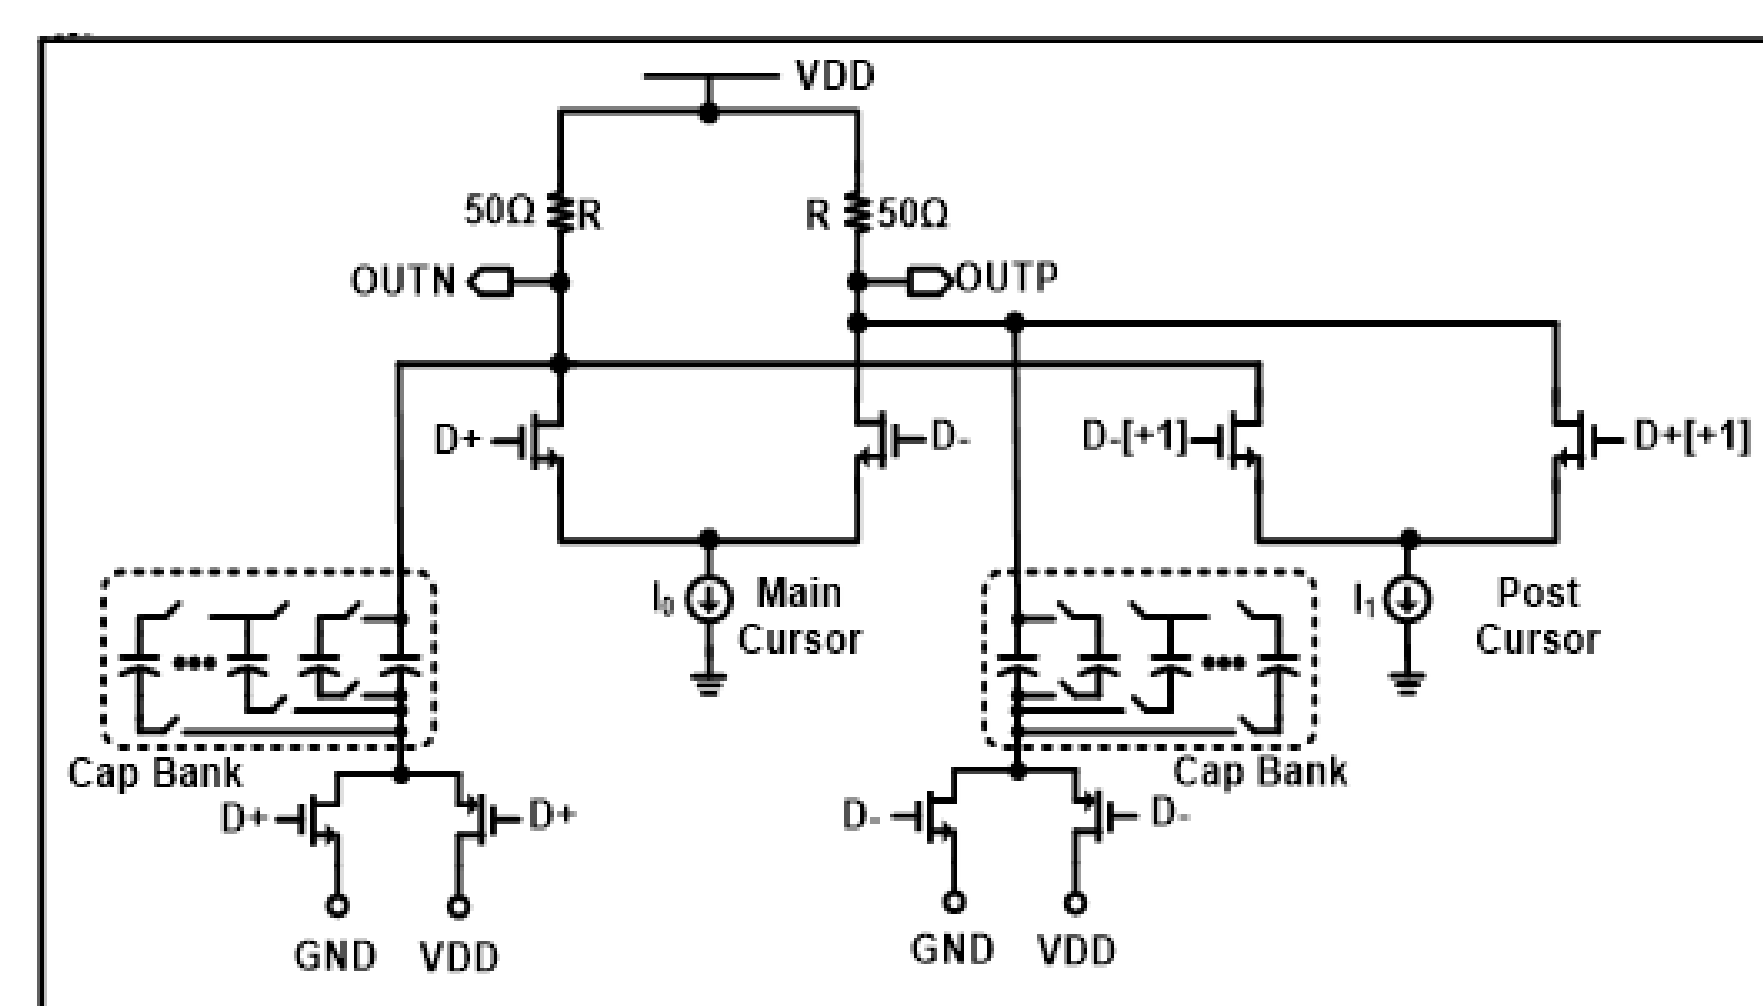 VDD
50Ω R
R 50Ω
OUTN
OUTP
D+
D-
D-[+1]
D+[+1]
I0
Main
Cursor
I1
Post
Cursor
Cap Bank
Cap Bank
D+
D+
D-
D-
GND
VDD
GND
VDD